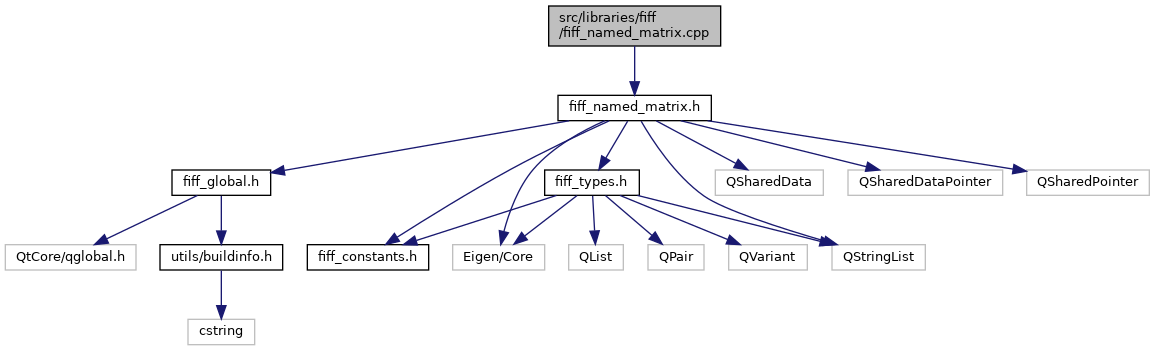 src/libraries/fiff
/fiff_named_matrix.cpp
fiff_named_matrix.h
fiff_global.h
fiff_types.h
QSharedData
QSharedDataPointer
QSharedPointer
QtCore/qglobal.h
utils/buildinfo.h
fiff_constants.h
Eigen/Core
QList
QPair
QVariant
QStringList
cstring